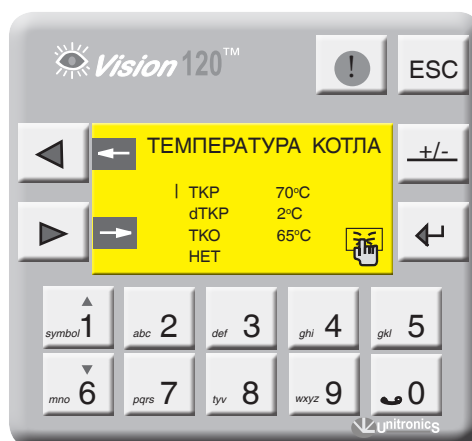 Vision 120™
!
ESC
ТЕМПЕРАТУРА КОТЛА
+/-
ТКР 70°С
dТКР 2°С
ТКО 65°С
НЕТ
symbol 1
abc 2
def 3
ghi 4
gkl 5
mno 6
pqrs 7
tyv 8
wxyz 9
0
unitronics